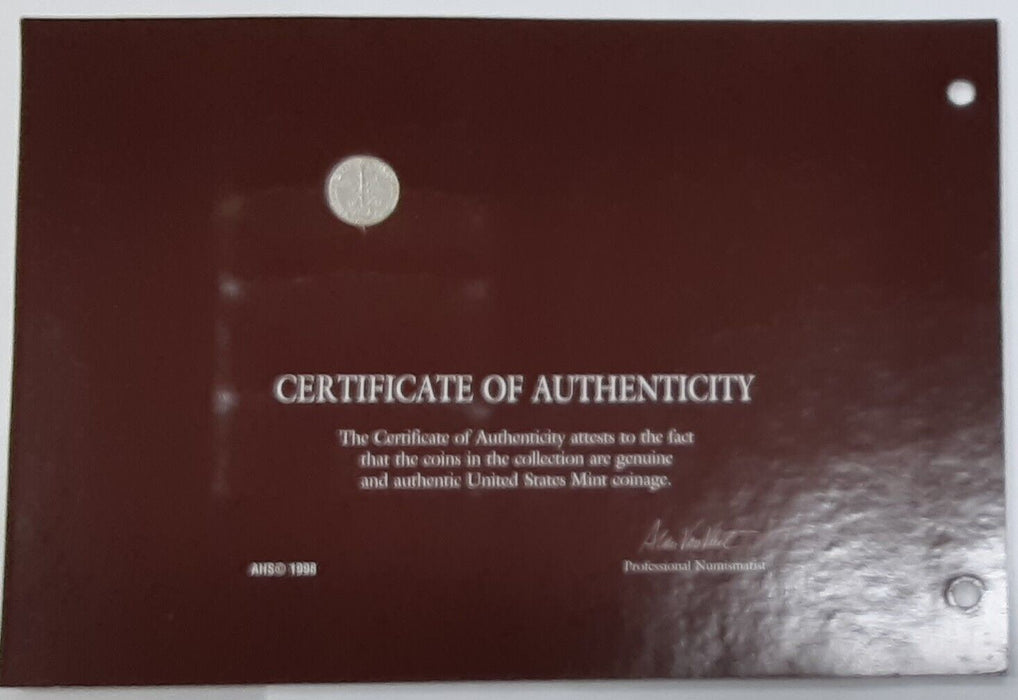 CERTIFICATE OF AUTHENTICITY
The Certificate of Authenticity attests to the fact
that the coins in the collection are genuine
and authentic United States Mint coinage.
AHS© 1998
Professional Numismatist